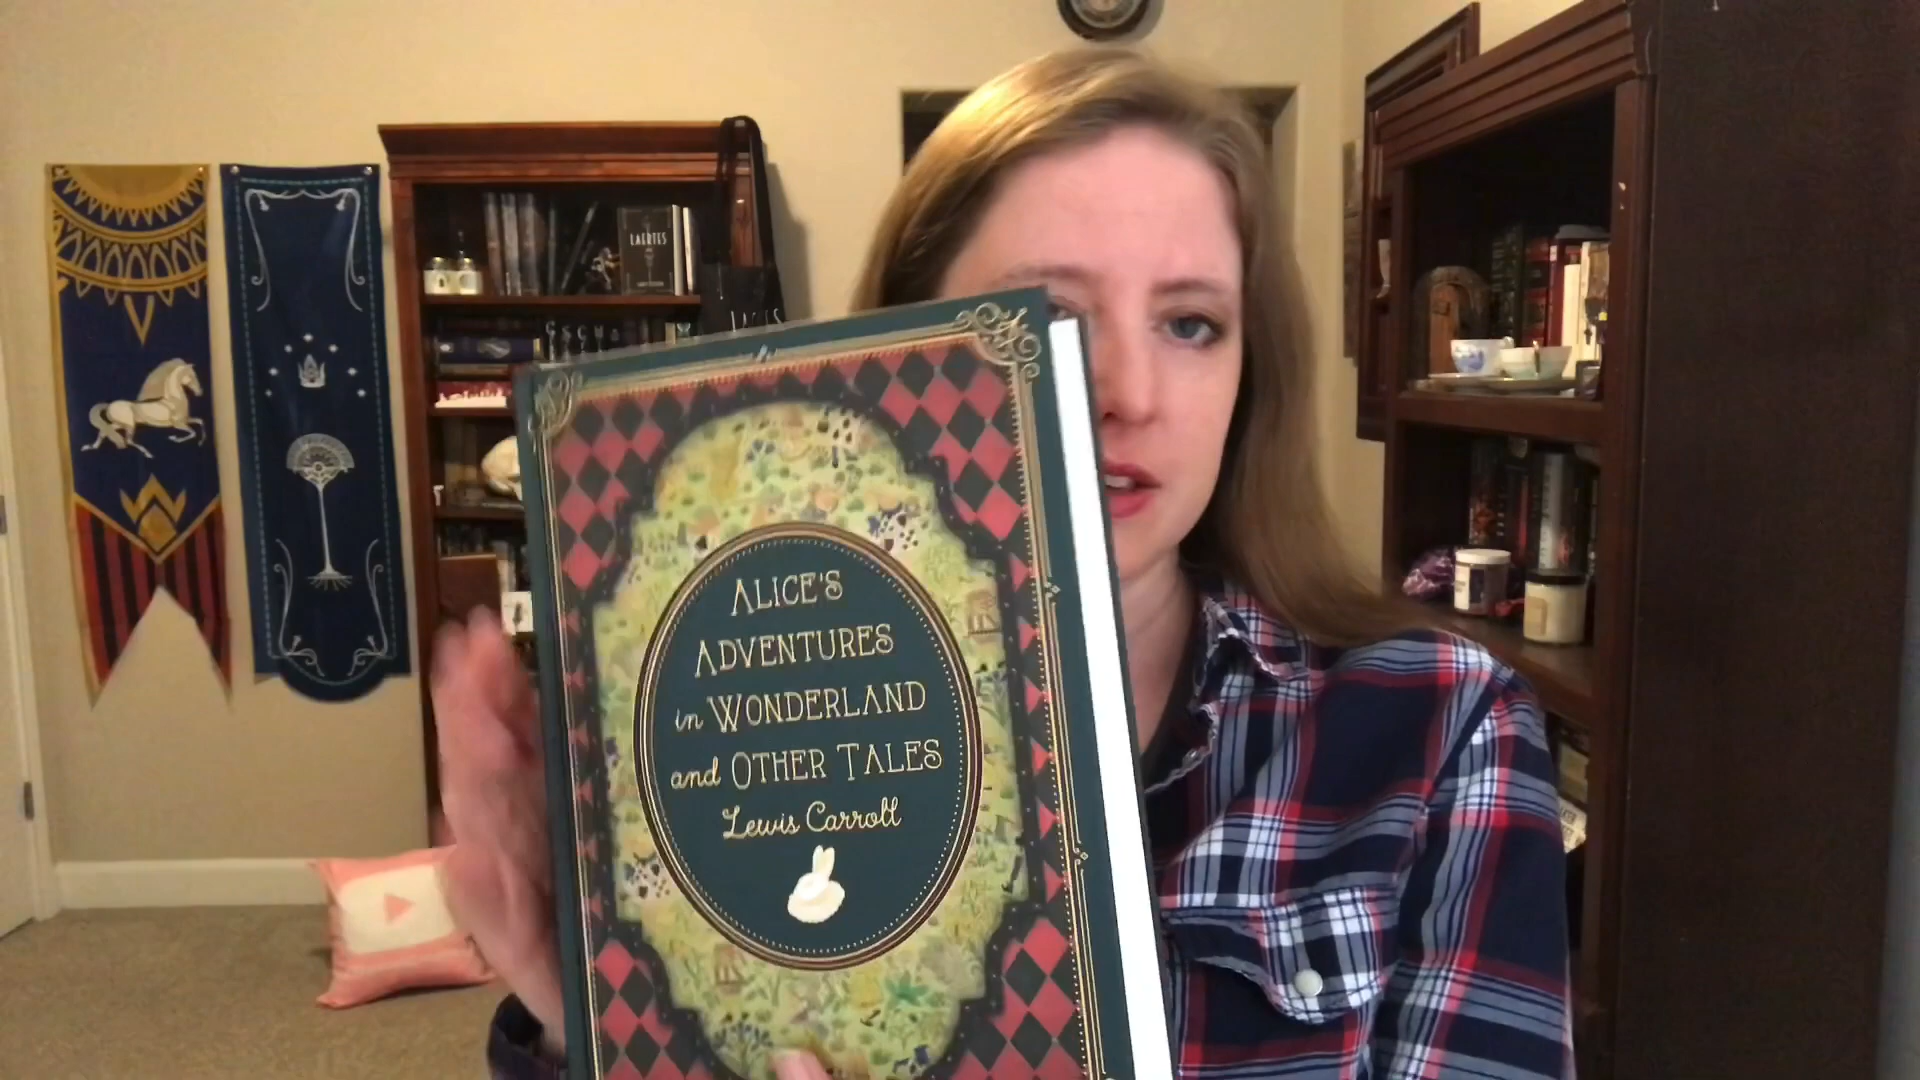 LAERTES
ALICE'S
ADVENTURES
in WONDERLAND
and OTHER TALES
Lewis Carroll